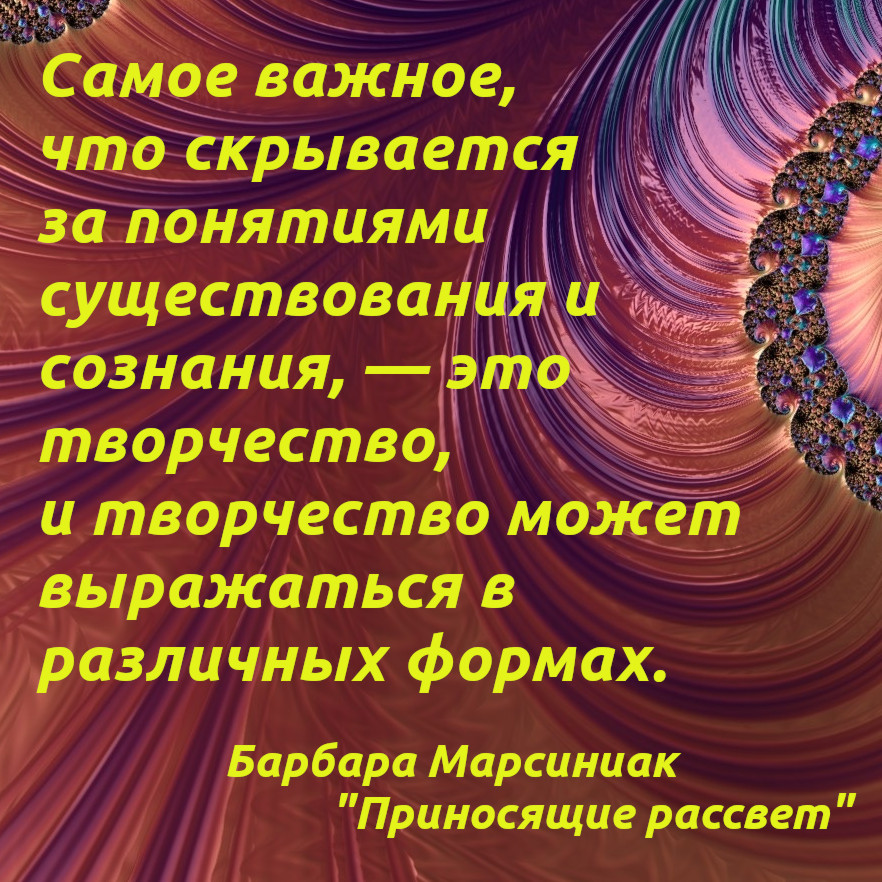 Самое важное,
что скрывается
за понятиями
существования и
сознания, — это
творчество,
и творчество может
выражаться в
различных формах.
Барбара Марсиниак
"Приносящие рассвет"